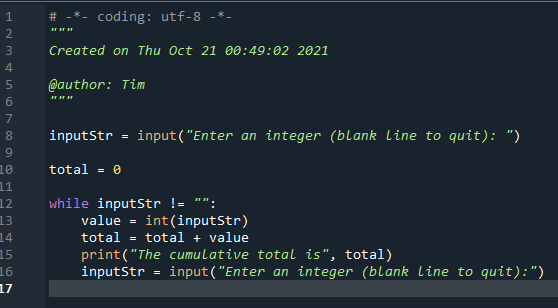 1 # -*- coding: utf-8 -*-
2 """
3 Created on Thu Oct 21 00:49:02 2021
4
5 @author: Tim
6 """
7
8 inputStr = input("Enter an integer (blank line to quit): ")
9
10 total = 0
11
12 while inputStr != "":
13     value = int(inputStr)
14     total = total + value
15     print("The cumulative total is", total)
16     inputStr = input("Enter an integer (blank line to quit):")
17